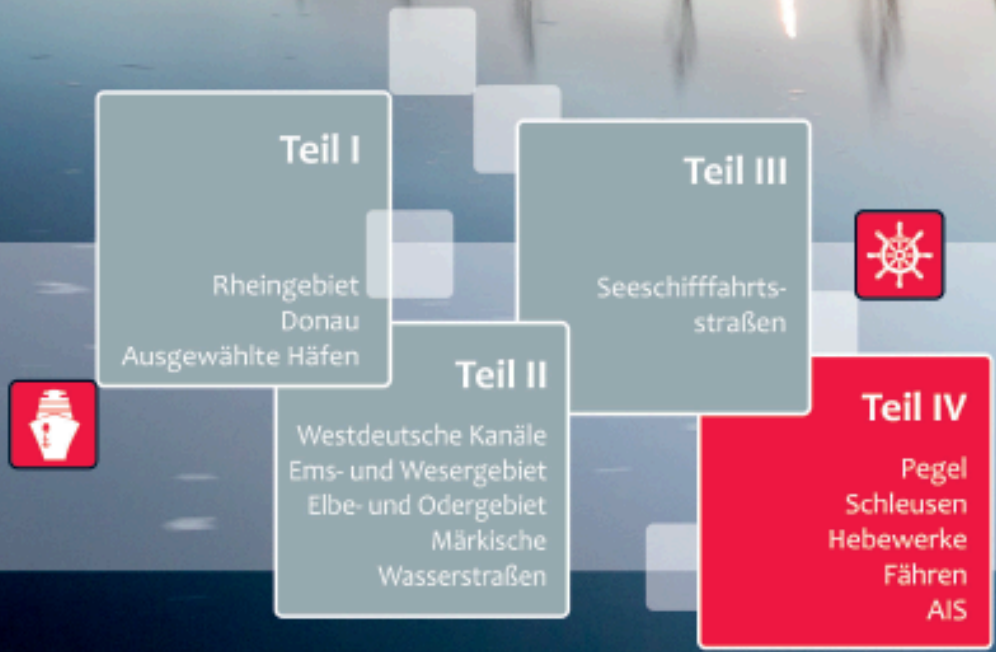 Teil I
Rheingebiet
Donau
Ausgewählte Häfen
Teil II
Westdeutsche Kanäle
Ems- und Wesergebiet
Elbe- und Odergebiet
Märkische
Wasserstraßen
Teil III
Seeschifffahrts-
straßen
Teil IV
Pegel
Schleusen
Hebewerke
Fähren
AIS